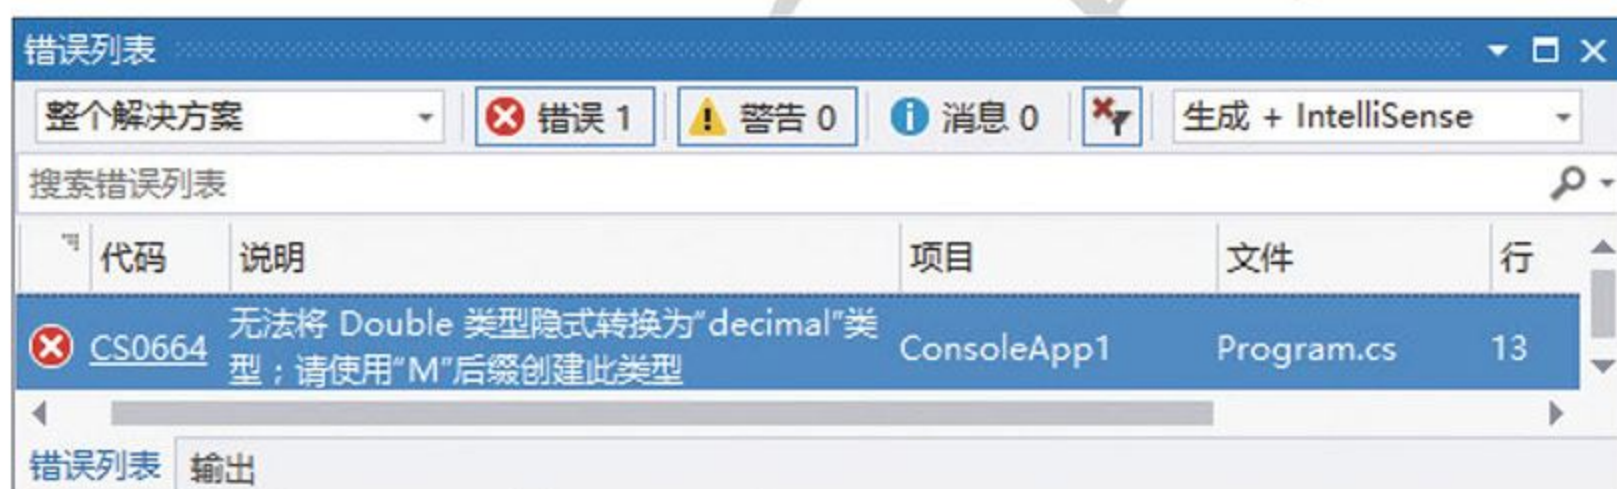 错误列表
整个解决方案 错误 1 警告 0 消息 0 生成 + IntelliSense
搜索错误列表
代码 说明 项目 文件 行
CS0664 无法将 Double 类型隐式转换为"decimal"类 ConsoleApp1 Program.cs 13
型；请使用"M"后缀创建此类型
错误列表 输出